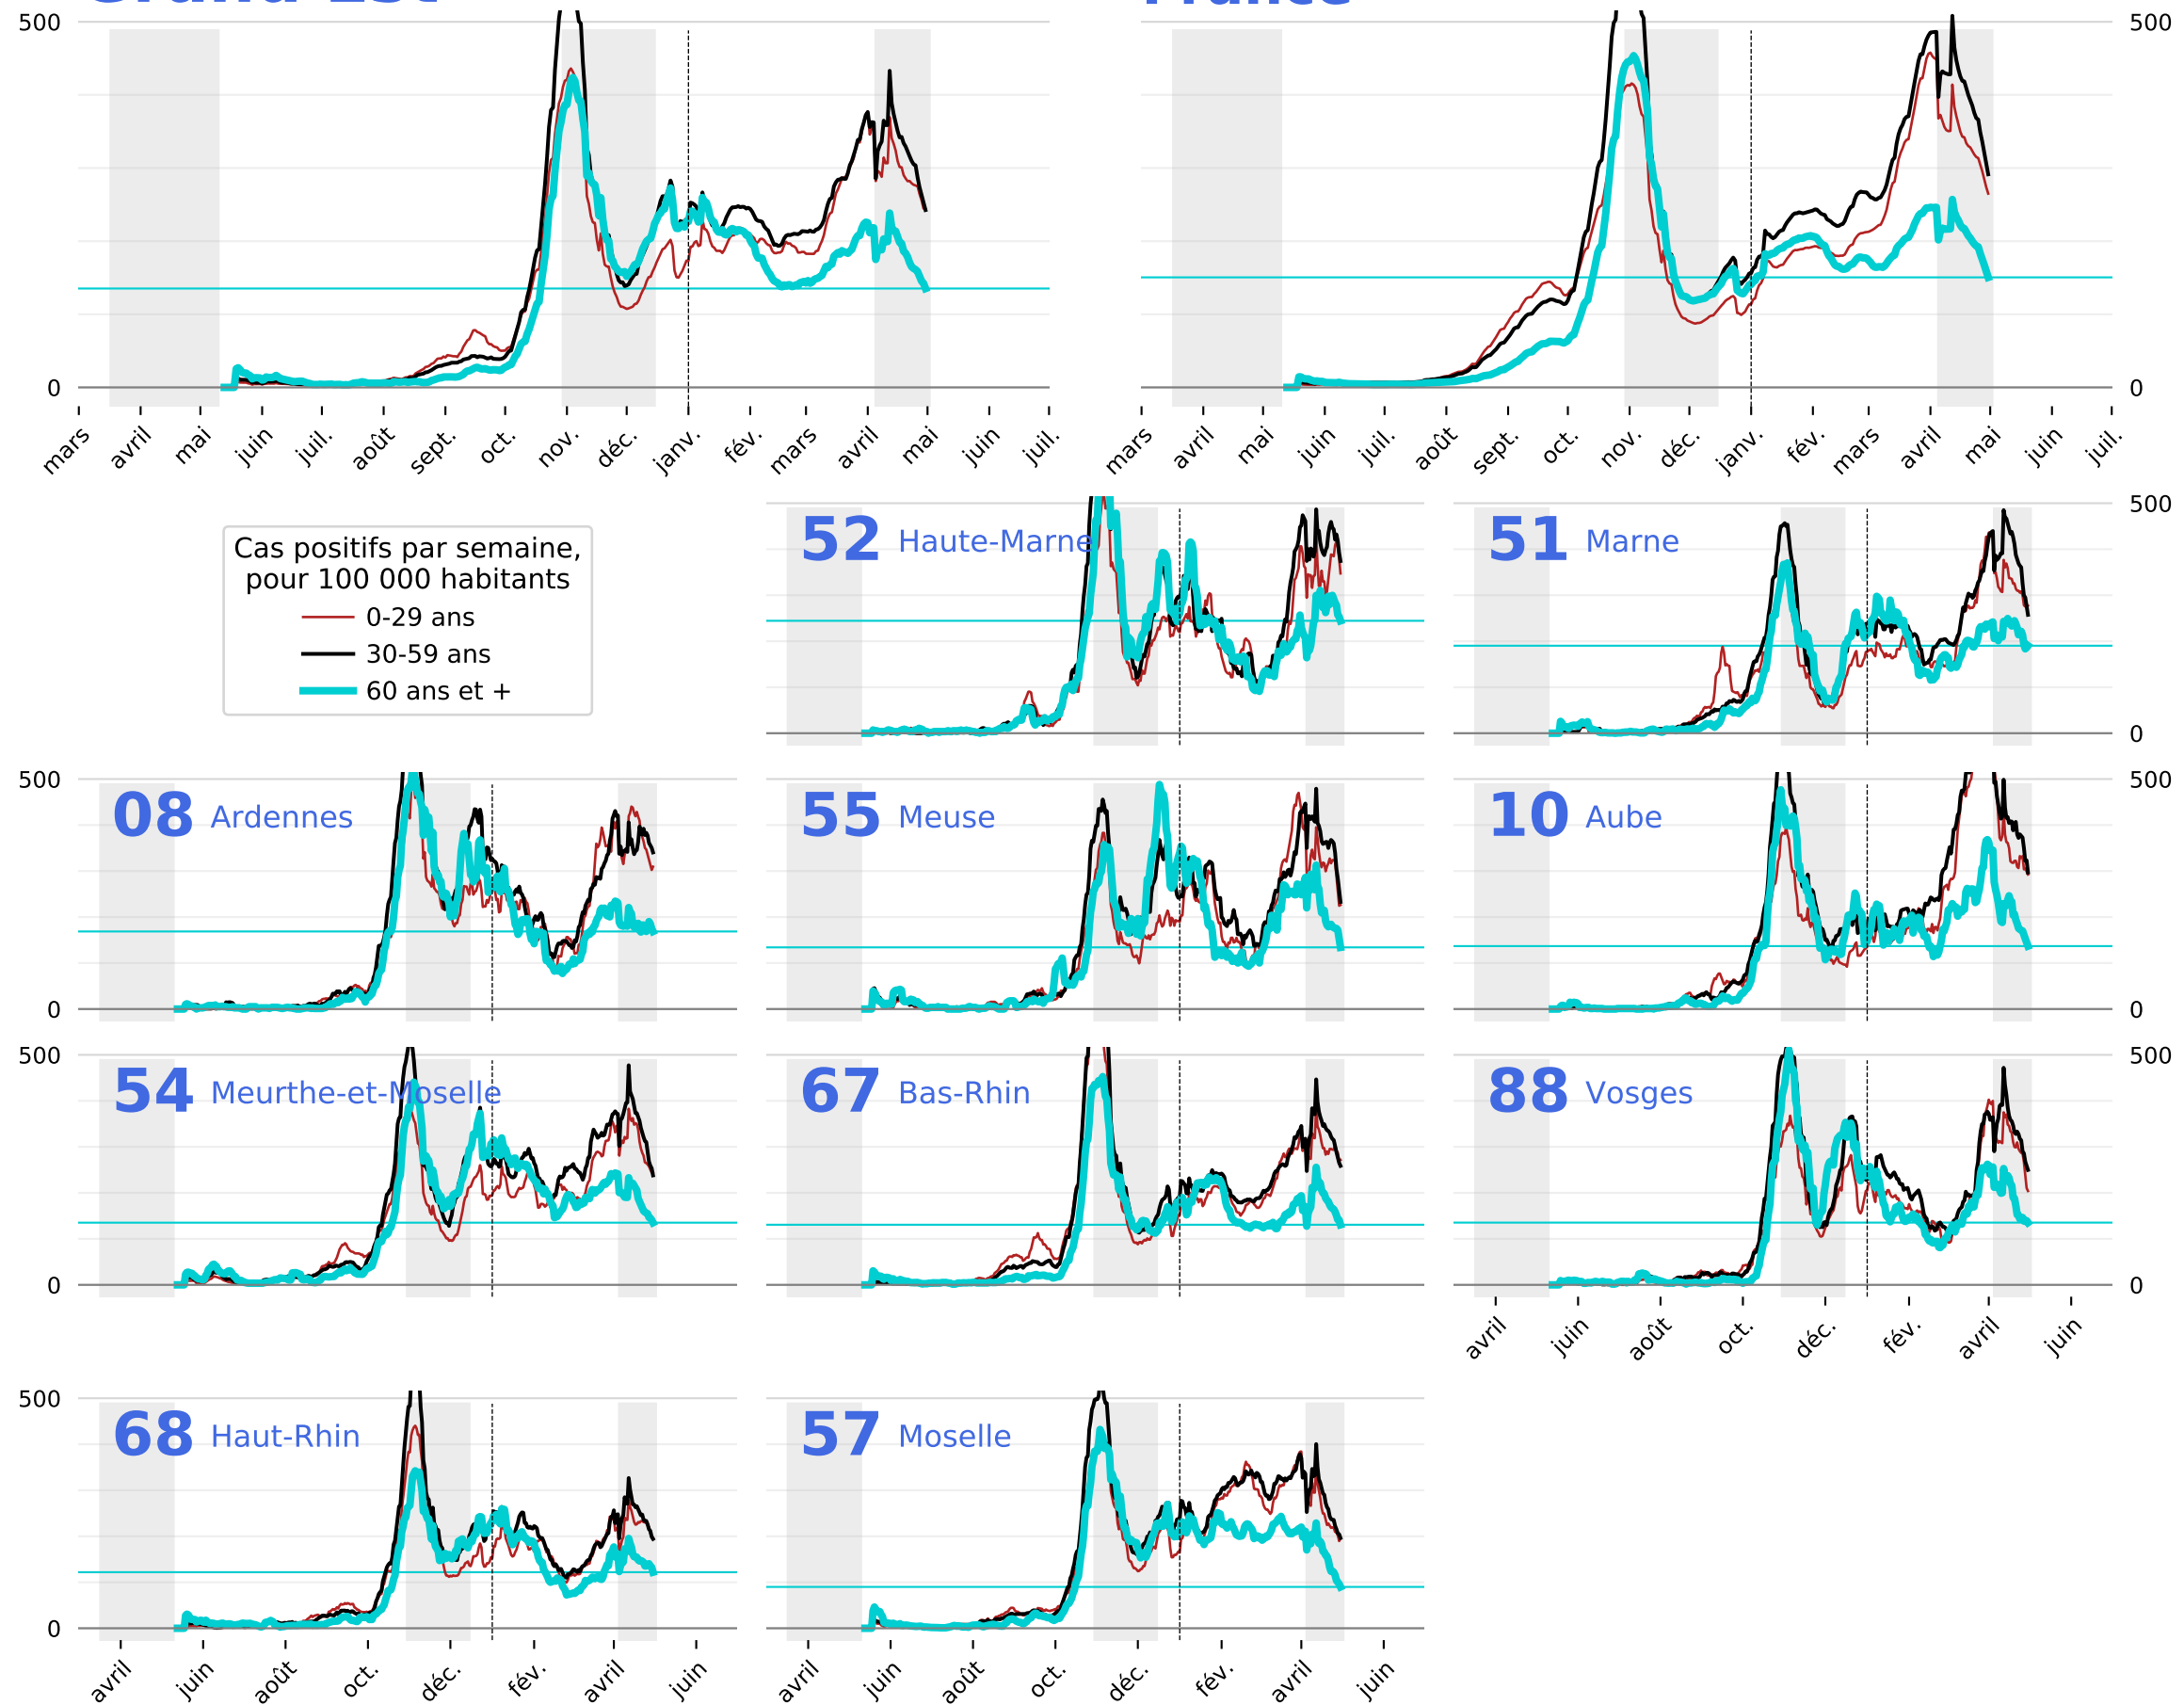 Grand Est
France
500
500
0
0
mars avril mai juin juil. août sept. oct. nov. déc. janv. fév. mars avril mai juin juil.
mars avril mai juin juil. août sept. oct. nov. déc. janv. fév. mars avril mai juin juil.
Cas positifs par semaine,
pour 100 000 habitants
0-29 ans
30-59 ans
60 ans et +
52 Haute-Marne
51 Marne
500
0
500
08 Ardennes
55 Meuse
10 Aube
500
0
0
500
54 Meurthe-et-Moselle
67 Bas-Rhin
88 Vosges
500
0
0
avril juin août oct. déc. fév. avril juin
500
68 Haut-Rhin
57 Moselle
0
avril juin août oct. déc. fév. avril juin
avril juin août oct. déc. fév. avril juin